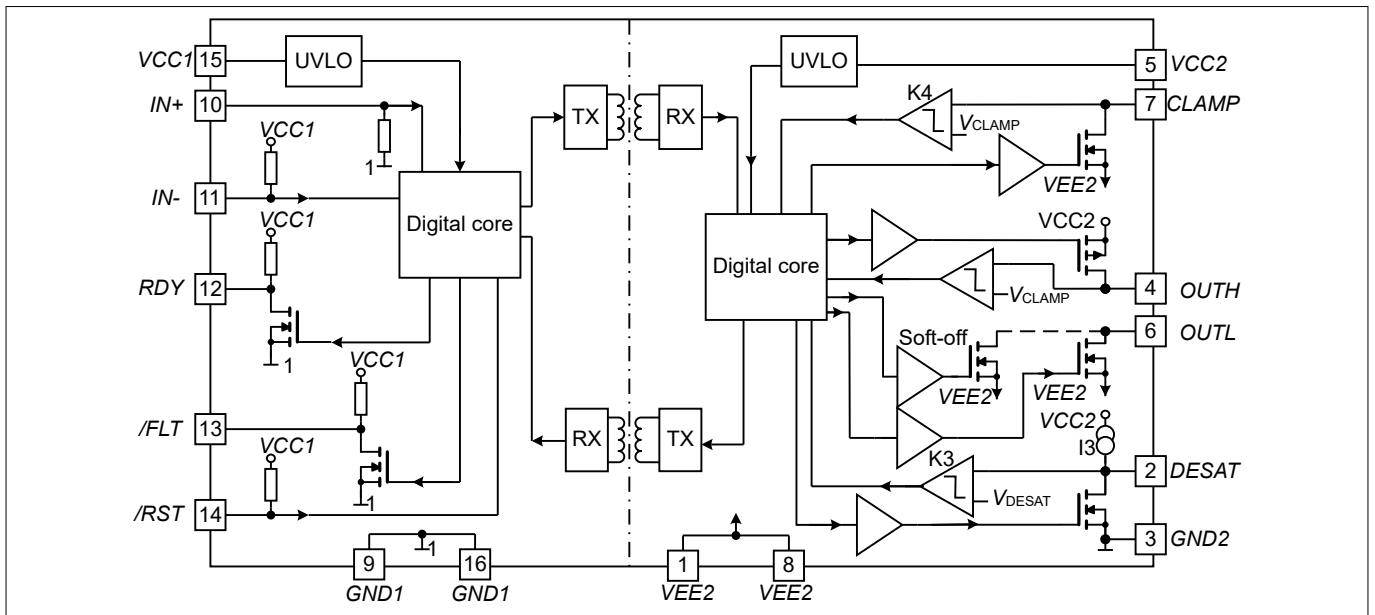 VCC1 15 UVLO UVLO 5 VCC2
IN+ 10 TX RX K4 7 CLAMP
VCC1 VCLAMP
1
VEE2
IN- 11
Digital core
VCC1 VCC2
Digital core
RDY 12 VCLAMP 4 OUTH
1
Soft-off 6 OUTL
VCC1
VEE2 VEE2
/FLT 13 VCC1 RX TX VCC2
I3
K3 2 DESAT
1 VDESAT
/RST 14
1
3 GND2
9 16 1 8
GND1 GND1 VEE2 VEE2